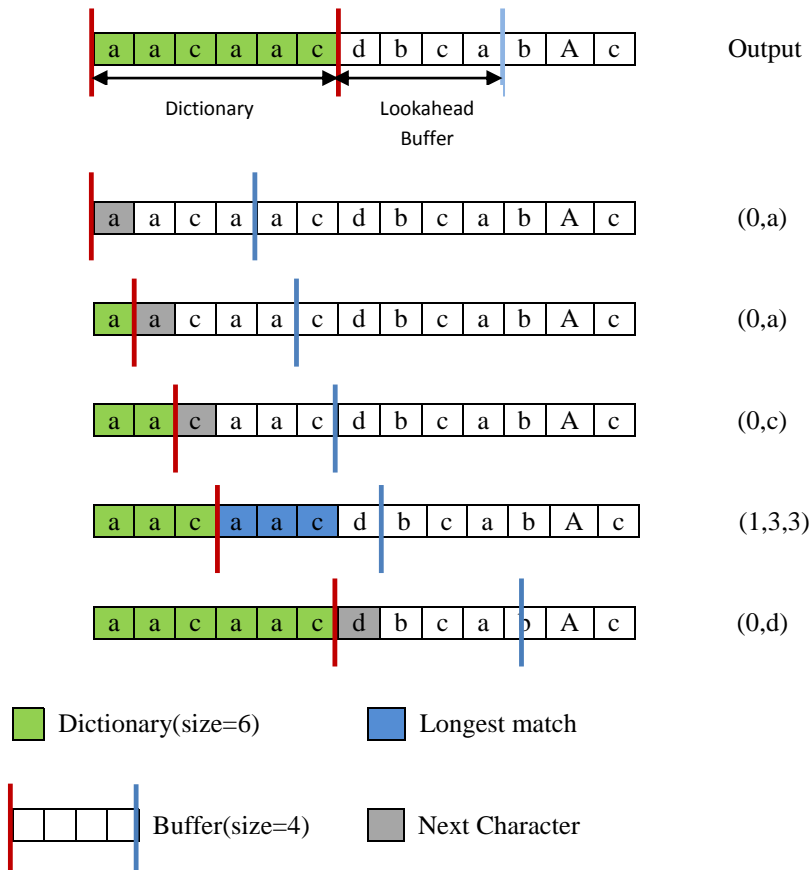 a a c a a c d b c a b A c Output
Dictionary Lookahead
Buffer
a a c a a c d b c a b A c (0,a)
a a c a a c d b c a b A c (0,a)
a a c a a c d b c a b A c (0,c)
a a c a a c d b c a b A c (1,3,3)
a a c a a c d b c a b A c (0,d)
Dictionary(size=6) Longest match
Buffer(size=4) Next Character